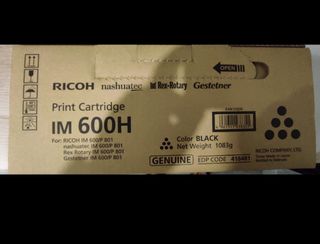 OPEN
RICOH nashuatec Rex-Rotary Gestetner
Print Cartridge
IM 600H
For: RICOH IM 600/P 801
nashuatec IM 600/P 801
Rex Rotary IM 600/P 801
Gestetner IM 600/P 801
Color BLACK
Net Weight 1083g
GENUINE EDP CODE 418481
RICOH COMPANY, LTD.